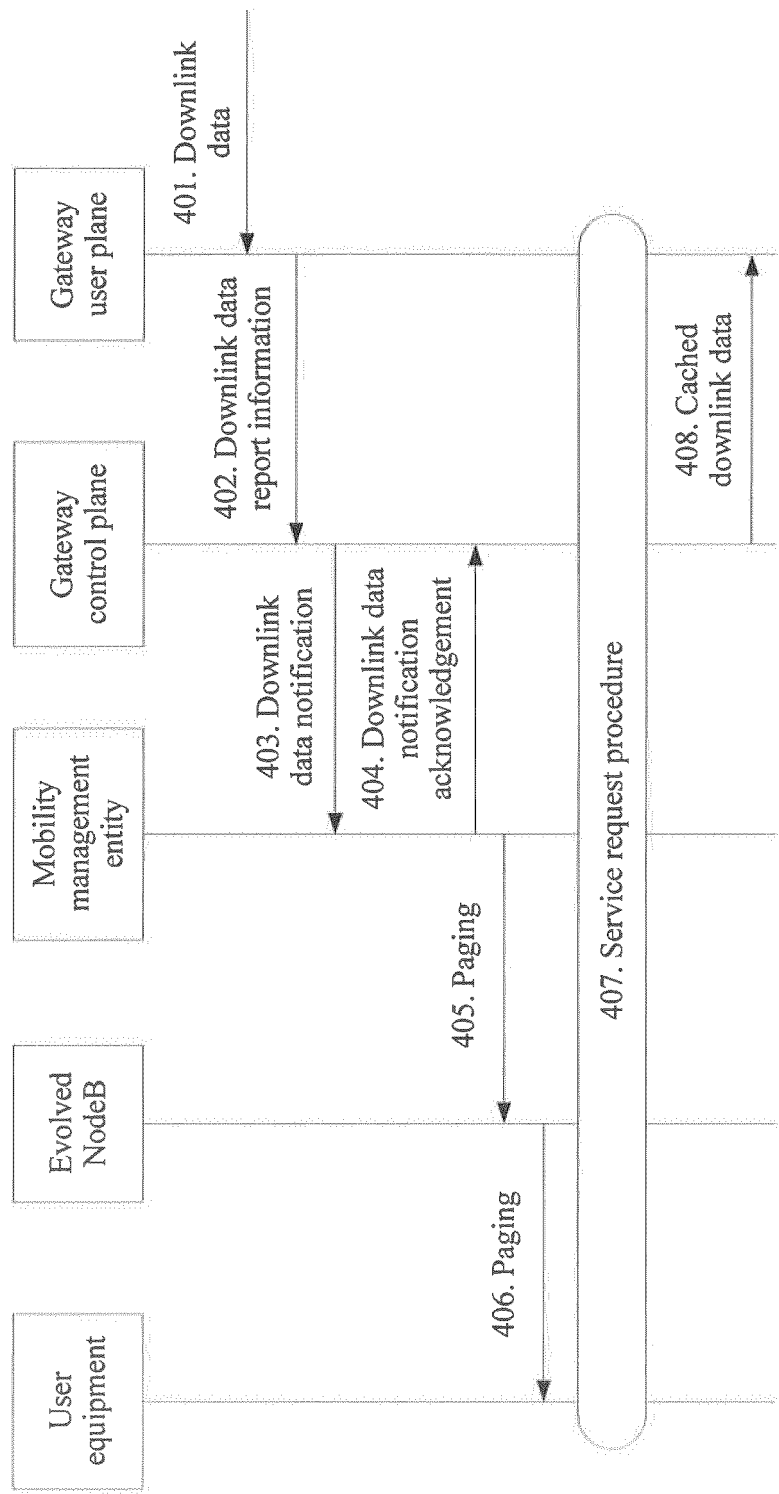 User
equipment
Evolved
NodeB
Mobility
management
entity
Gateway
control plane
Gateway
user plane
401. Downlink
data
402. Downlink data
report information
403. Downlink
data notification
404. Downlink data
notification
acknowledgement
405. Paging
406. Paging
407. Service request procedure
408. Cached
downlink data